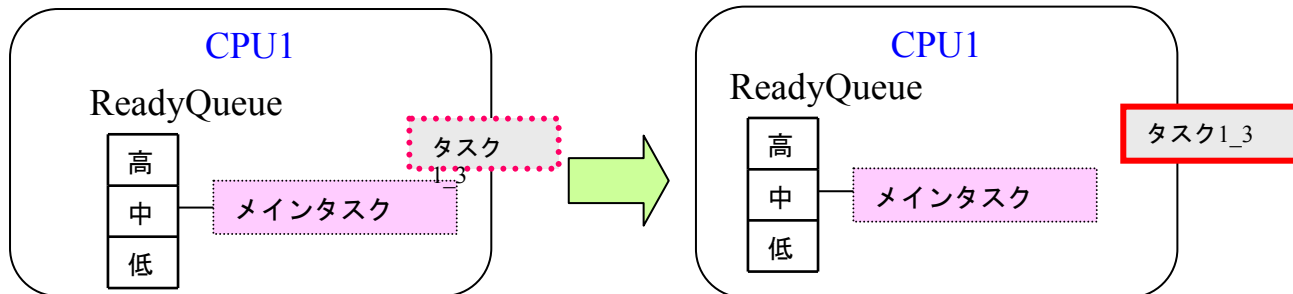 CPU1
ReadyQueue
高
中
低
メインタスク
タスク
1_3
CPU1
ReadyQueue
高
中
低
メインタスク
タスク1_3